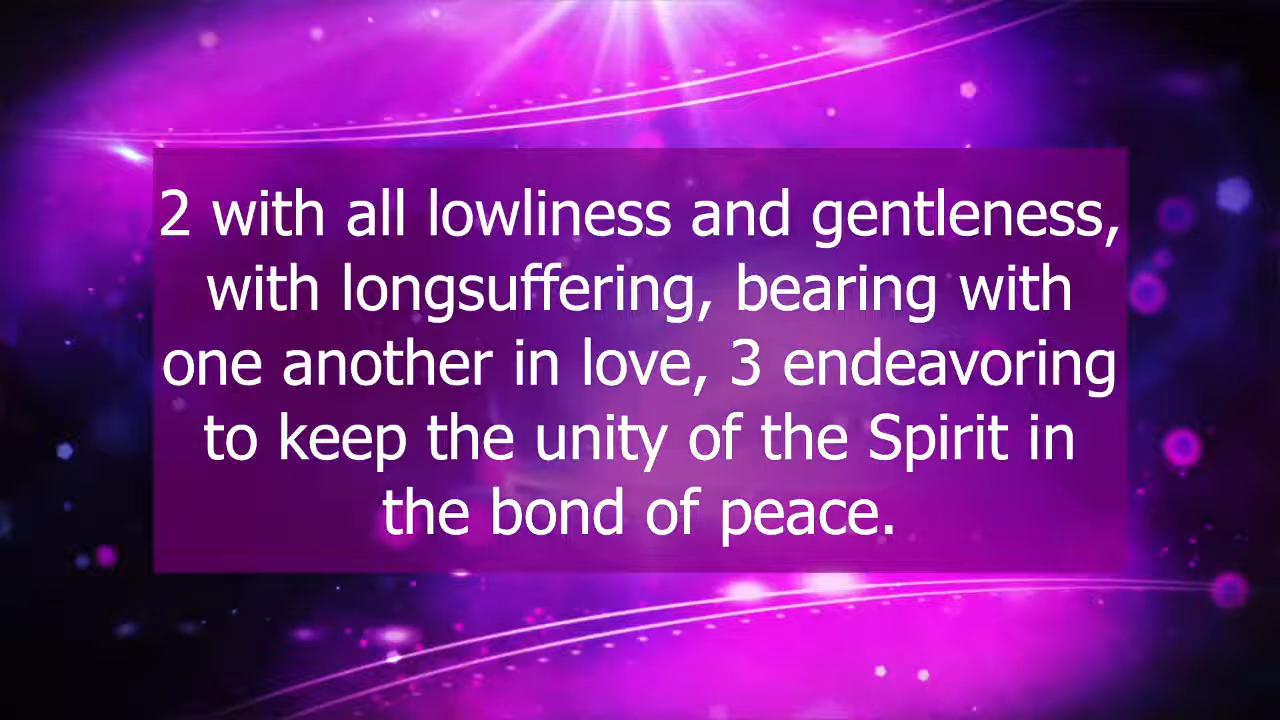 2 with all lowliness and gentleness,
with longsuffering, bearing with
one another in love, 3 endeavoring
to keep the unity of the Spirit in
the bond of peace.